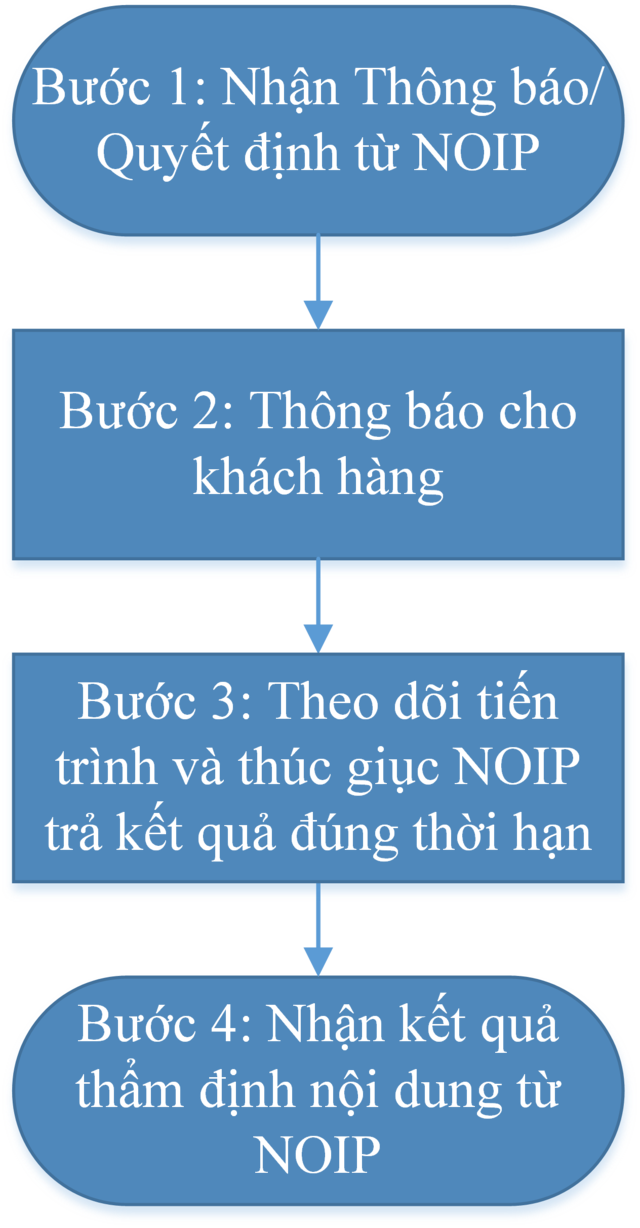 Bước 1: Nhận Thông báo/
Quyết định từ NOIP
Bước 2: Thông báo cho
khách hàng
Bước 3: Theo dõi tiến
trình và thúc giục NOIP
trả kết quả đúng thời hạn
Bước 4: Nhận kết quả
thẩm định nội dung từ
NOIP